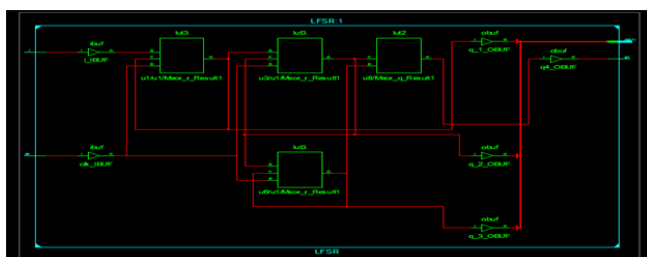 LFSR:1
ibuf
i_IBUF
lut3
u1/u1/Mxor_r_Result1
lut3
u3/u1/Mxor_r_Result1
lut2
u8/Mxor_q_Result1
obuf
q_1_OBUF
obuf
q4_OBUF
ibuf
clk_IBUF
lut3
u6/u1/Mxor_r_Result1
obuf
q_2_OBUF
obuf
q_3_OBUF
LFSR